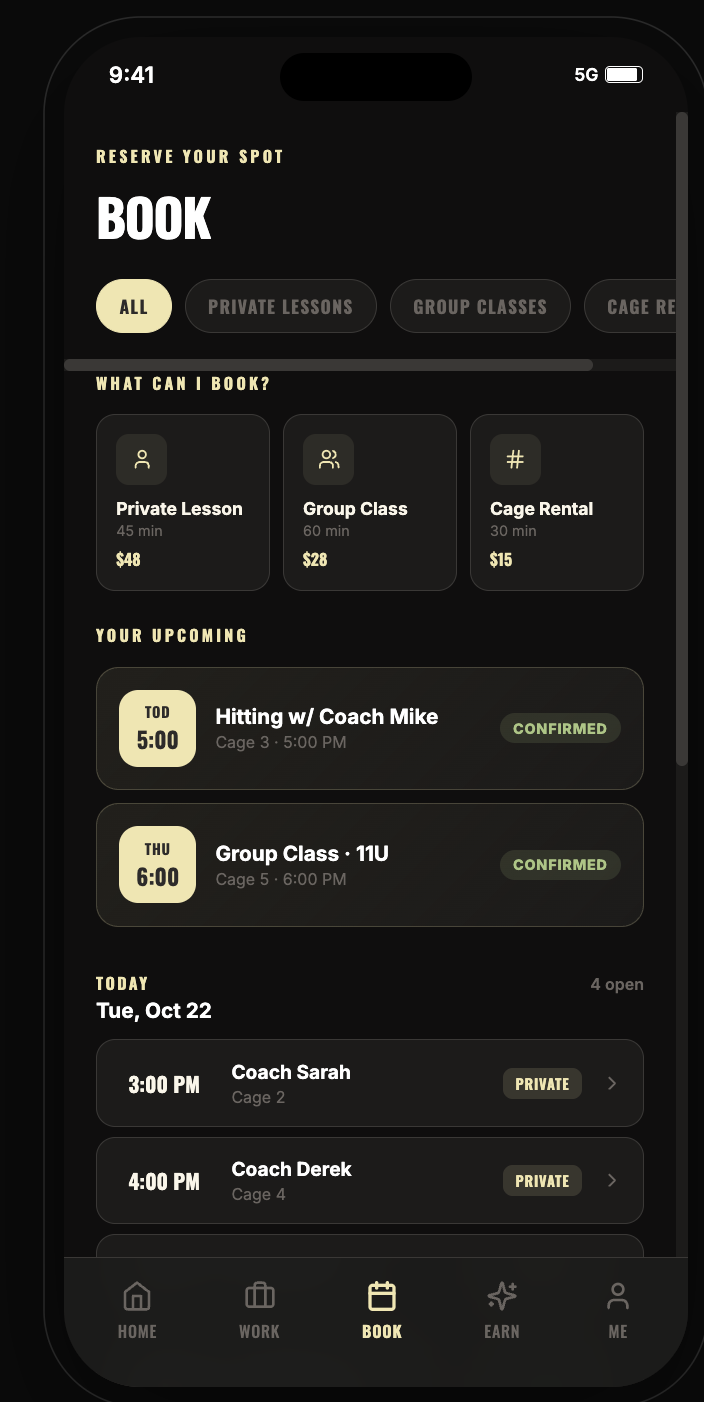 9:41
5G
RESERVE YOUR SPOT
BOOK
ALL
PRIVATE LESSONS
GROUP CLASSES
CAGE RE
WHAT CAN I BOOK?
Private Lesson
45 min
$48
Group Class
60 min
$28
Cage Rental
30 min
$15
YOUR UPCOMING
TOD
5:00
Hitting w/ Coach Mike
Cage 3 · 5:00 PM
CONFIRMED
THU
6:00
Group Class · 11U
Cage 5 · 6:00 PM
CONFIRMED
TODAY
4 open
Tue, Oct 22
3:00 PM
Coach Sarah
Cage 2
PRIVATE
4:00 PM
Coach Derek
Cage 4
PRIVATE
HOME
WORK
BOOK
EARN
ME